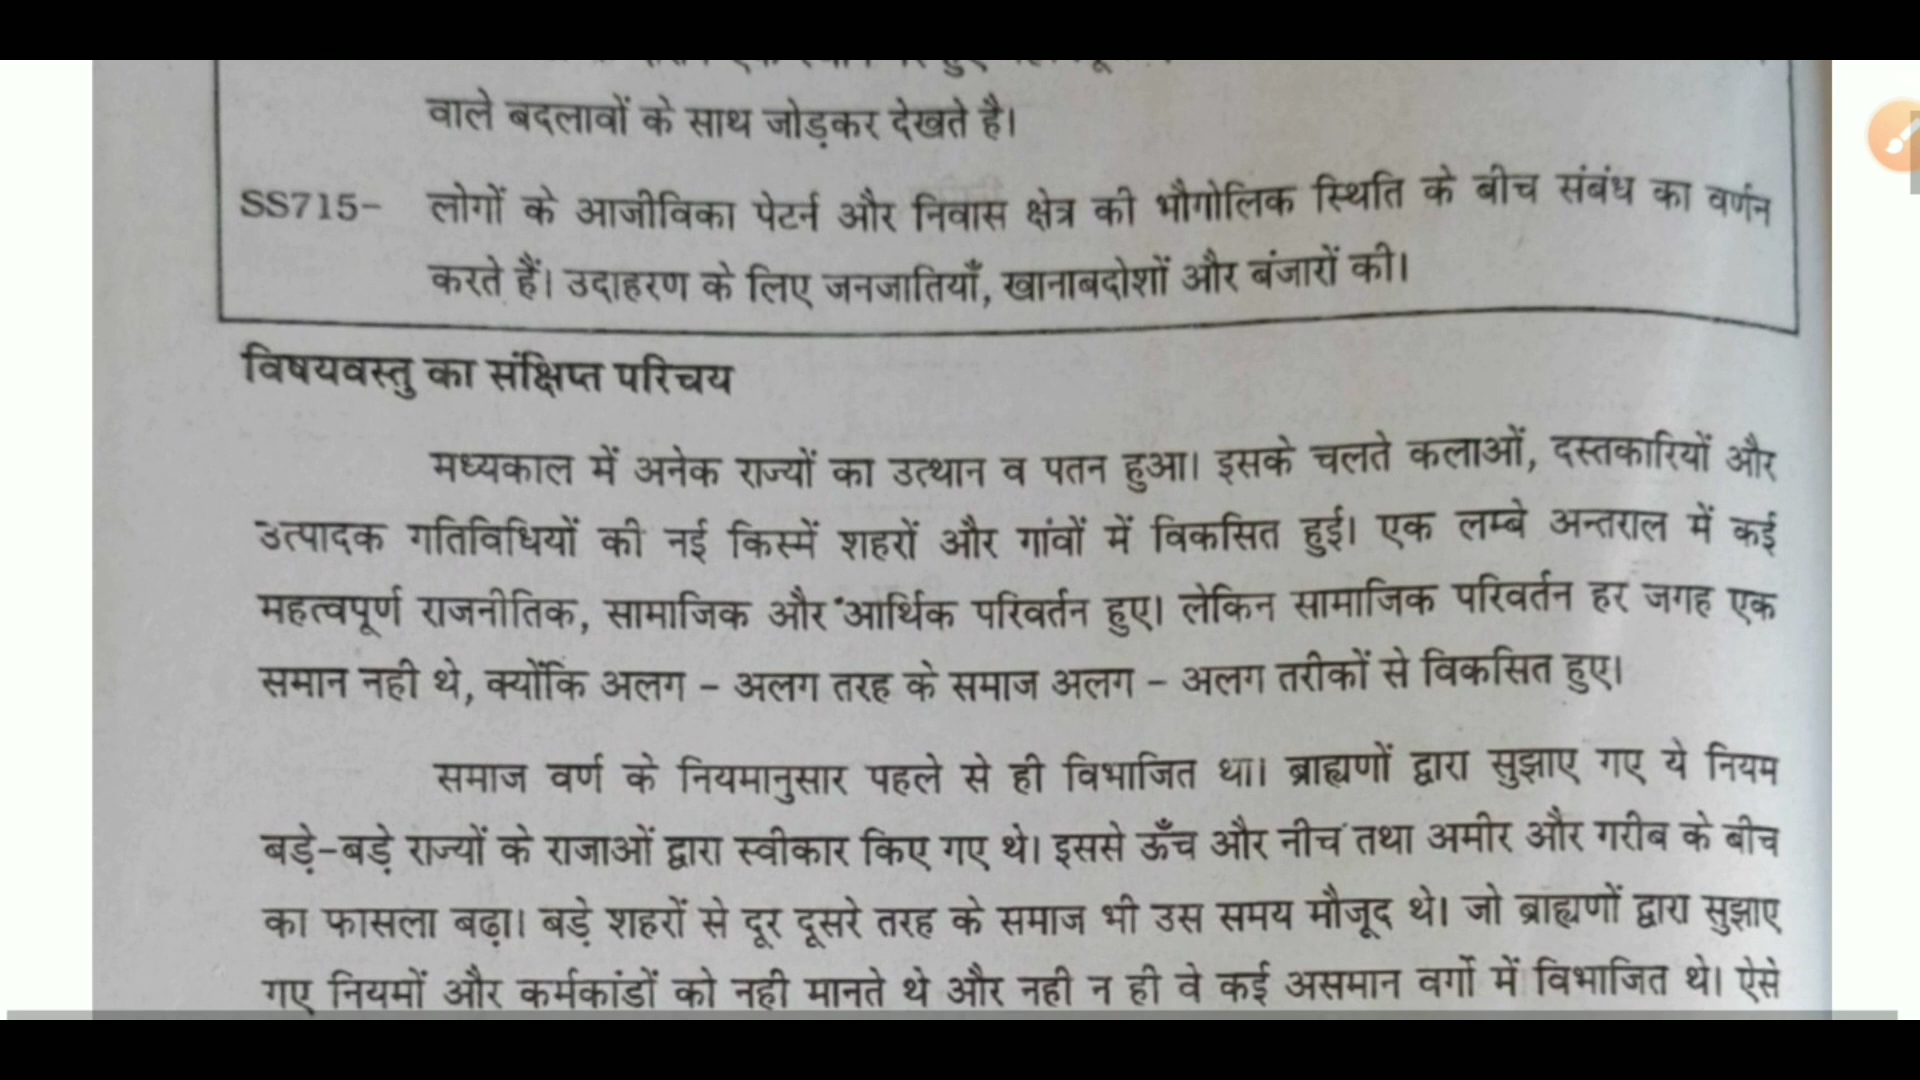 वाले बदलावों के साथ जोड़कर देखते है।
SS715- लोगों के आजीविका पेटर्न और निवास क्षेत्र की भौगोलिक स्थिति के बीच संबंध का वर्णन
करते हैं। उदाहरण के लिए जनजातियाँ, खानाबदोशों और बंजारों की।
विषयवस्तु का संक्षिप्त परिचय
मध्यकाल में अनेक राज्यों का उत्थान व पतन हुआ। इसके चलते कलाओं, दस्तकारियों और
उत्पादक गतिविधियों की नई किस्में शहरों और गांवों में विकसित हुई। एक लम्बे अन्तराल में कई
महत्वपूर्ण राजनीतिक, सामाजिक और आर्थिक परिवर्तन हुए। लेकिन सामाजिक परिवर्तन हर जगह एक
समान नही थे, क्योंकि अलग - अलग तरह के समाज अलग - अलग तरीकों से विकसित हुए।
समाज वर्ण के नियमानुसार पहले से ही विभाजित था। ब्राह्यणों द्वारा सुझाए गए ये नियम
बड़े-बड़े राज्यों के राजाओं द्वारा स्वीकार किए गए थे। इससे ऊँच और नीच तथा अमीर और गरीब के बीच
का फासला बढ़ा। बड़े शहरों से दूर दूसरे तरह के समाज भी उस समय मौजूद थे। जो ब्राह्यणों द्वारा सुझाए
गए नियमों और कर्मकांडों को नही मानते थे और नही न ही वे कई असमान वर्गो में विभाजित थे। ऐसे